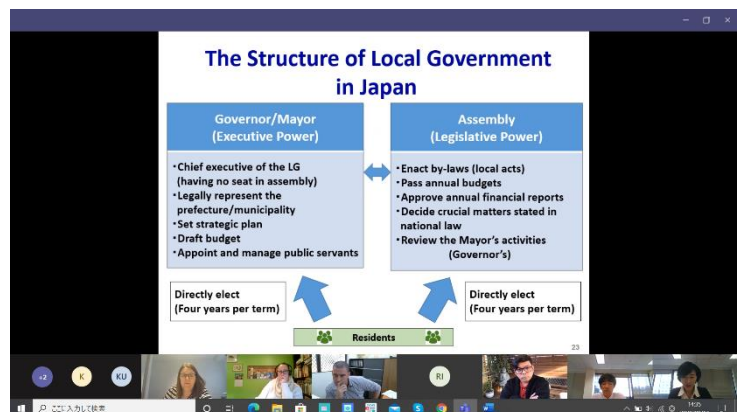 The Structure of Local Government
in Japan
Governor/Mayor
(Executive Power)
・Chief executive of the LG
(having no seat in assembly)
・Legally represent the
prefecture/municipality
・Set strategic plan
・Draft budget
・Appoint and manage public servants
Assembly
(Legislative Power)
・Enact by-laws (local acts)
・Pass annual budgets
・Approve annual financial reports
・Decide crucial matters stated in
national law
・Review the Mayor's activities
(Governor's)
Directly elect
(Four years per term)
Directly elect
(Four years per term)
Residents
23
+2
K
KU
RI
ここに入力して検索